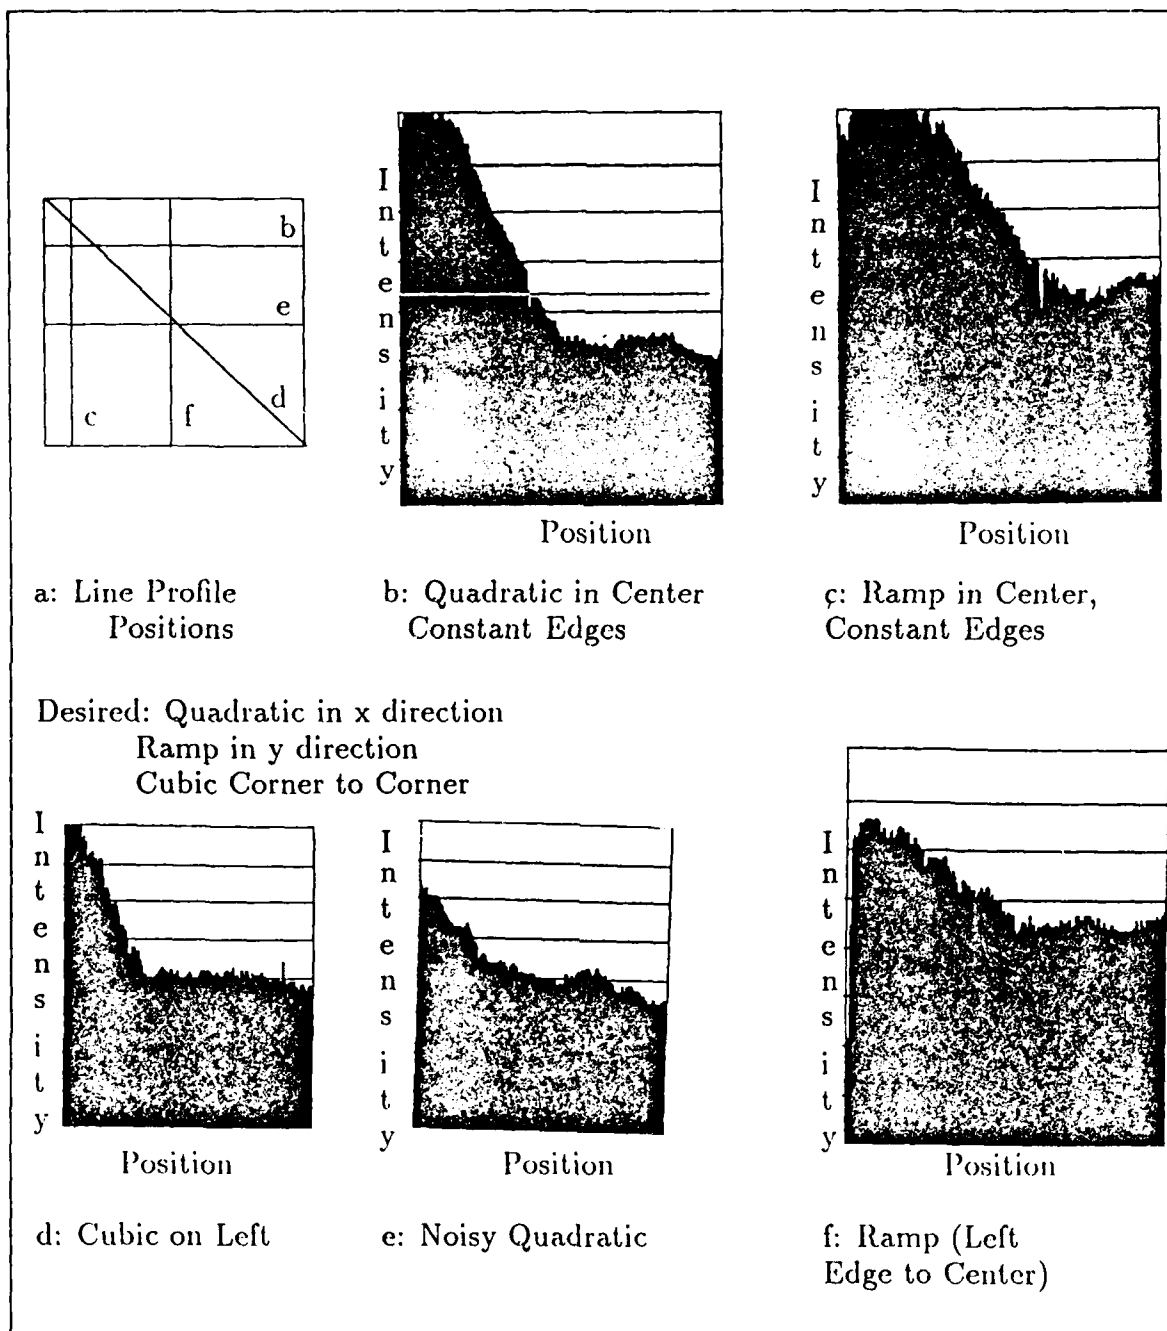 b
e
d
c
f
Intensity
Position
Intensity
Position
a: Line Profile
Positions
b: Quadratic in Center
Constant Edges
c: Ramp in Center,
Constant Edges
Desired: Quadratic in x direction
Ramp in y direction
Cubic Corner to Corner
Intensity
Position
Intensity
Position
Intensity
Position
d: Cubic on Left
e: Noisy Quadratic
f: Ramp (Left
Edge to Center)